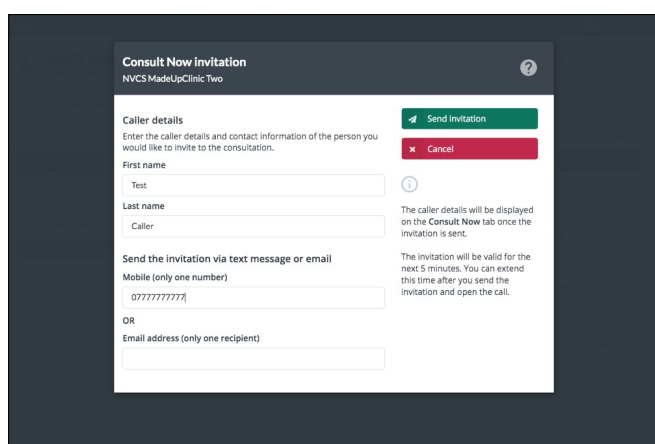 Consult Now invitation
NVCS MadeUpClinic Two
Caller details
Enter the caller details and contact information of the person you
would like to invite to the consultation.
First name
Test
Last name
Caller
Send the invitation via text message or email
Mobile (only one number)
07777777777
OR
Email address (only one recipient)
Send invitation
Cancel
The caller details will be displayed
on the Consult Now tab once the
invitation is sent.
The invitation will be valid for the
next 5 minutes. You can extend
this time after you send the
invitation and open the call.